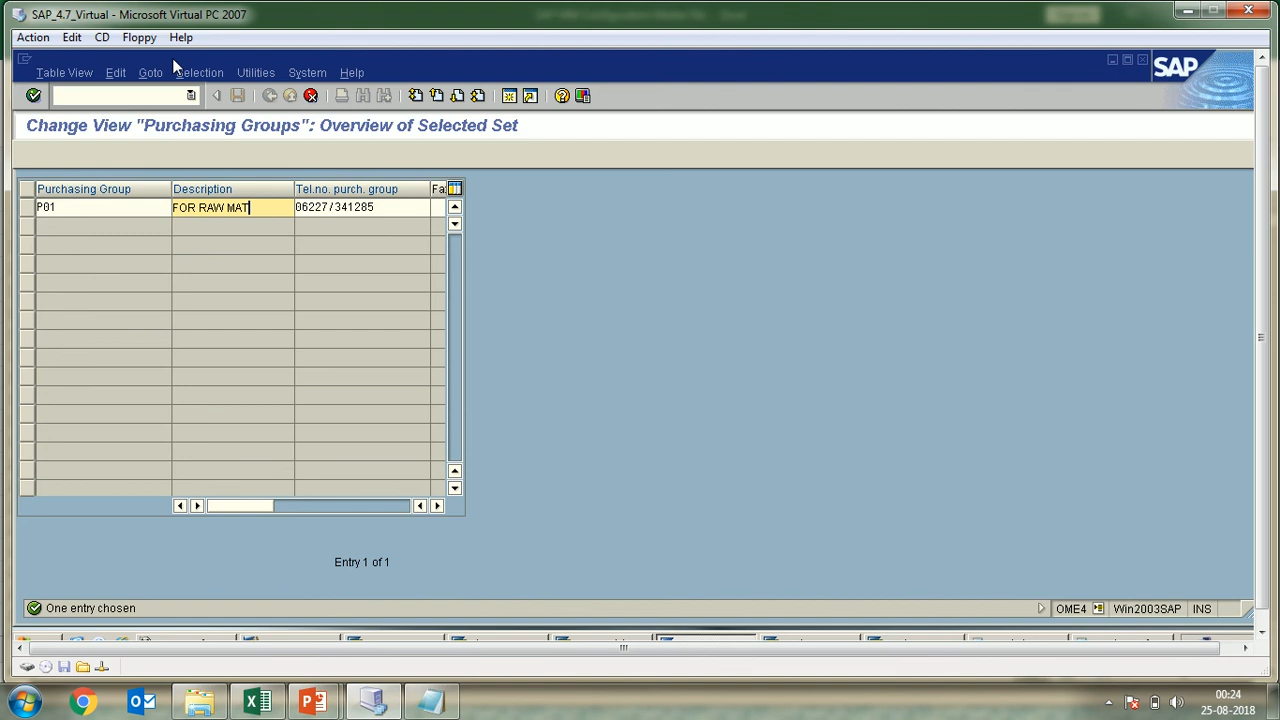 SAP_4.7_Virtual - Microsoft Virtual PC 2007
Action Edit CD Floppy Help
Table View Edit Goto Selection Utilities System Help
SAP
Change View "Purchasing Groups": Overview of Selected Set
Purchasing Group Description Tel.no. purch. group Fa
P01 FOR RAW MAT 06227/341285
Entry 1 of 1
One entry chosen
OME4 Win2003SAP INS
00:24
25-08-2018